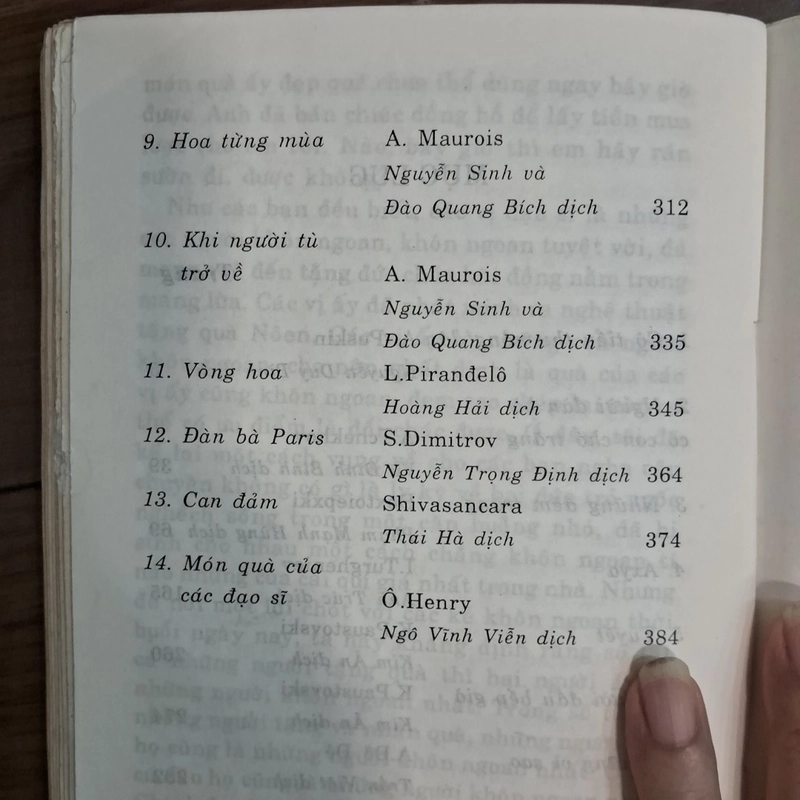 9. Hoa từng mùa A. Maurois
Nguyễn Sinh và
Đào Quang Bích dịch 312
10. Khi người tù
trở về A. Maurois
Nguyễn Sinh và
Đào Quang Bích dịch 335
11. Vòng hoa L.Piranđelô
Hoàng Hải dịch 345
12. Đàn bà Paris S.Dimitrov
Nguyễn Trọng Định dịch 364
13. Can đảm Shivasancara
Thái Hà dịch 374
14. Món quà của
các đạo sĩ Ô.Henry
Ngô Vĩnh Viễn dịch 384